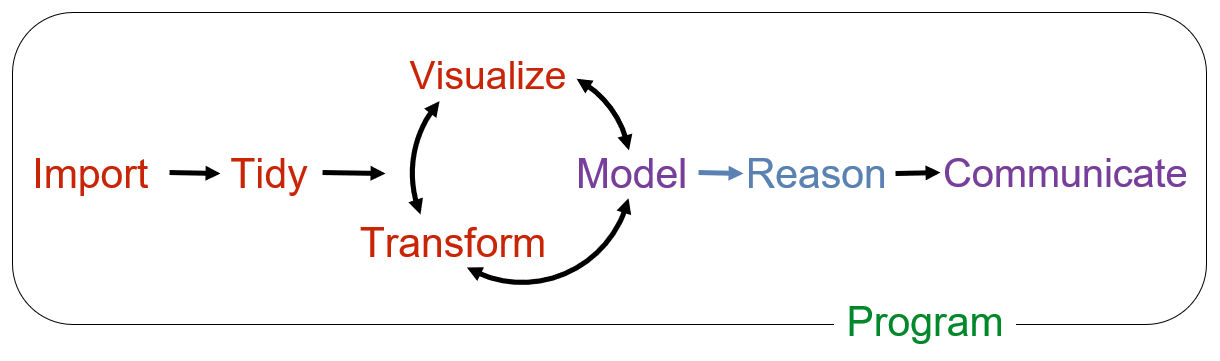 Visualize
Import
Tidy
Model
Reason
Communicate
Transform
Program